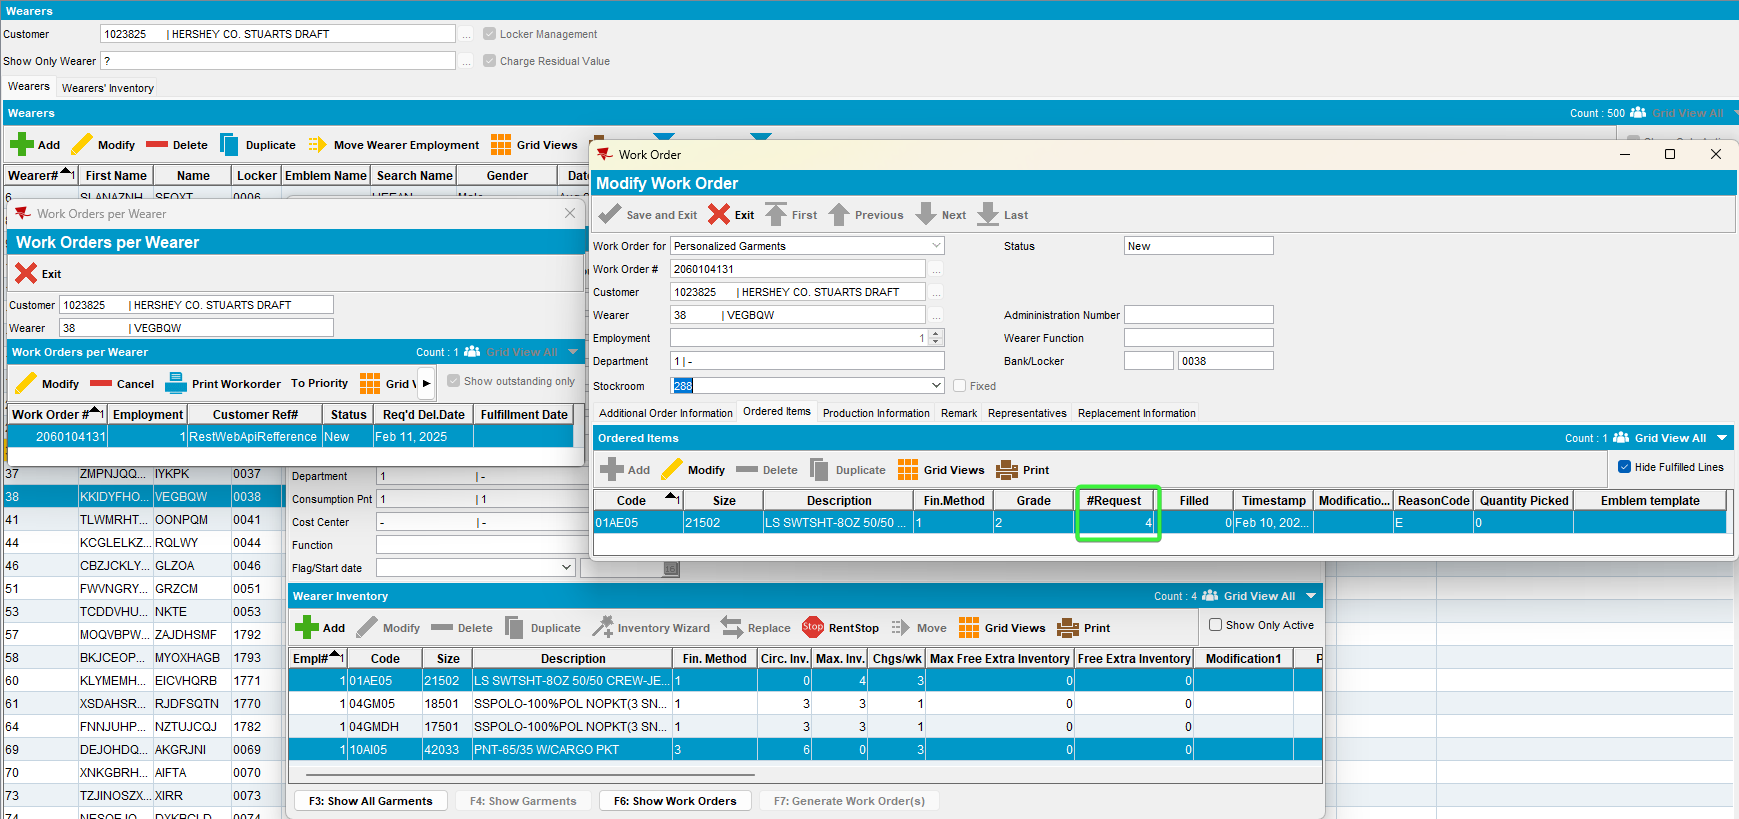 Wearers
Customer 1023825 | HERSHEY CO. STUARTS DRAFT ... Locker Management
Show Only Wearer ? ... Charge Residual Value
Wearers Wearers' Inventory
Wearers Count : 500 Grid View All
Add Modify Delete Duplicate Move Wearer Employment Grid Views
Wearer# 1 First Name Name Locker Emblem Name Search Name Gender
Work Orders per Wearer
Work Orders per Wearer
Exit
Customer 1023825 | HERSHEY CO. STUARTS DRAFT
Wearer 38 | VEGBQW
Work Orders per Wearer Count : 1 Grid View All
Modify Cancel Print Workorder To Priority Grid V Show outstanding only
Work Order # 1 Employment Customer Ref# Status Req'd Del.Date Fulfillment Date
2060104131 1 RestWebApiRefference New Feb 11, 2025
Work Order
Modify Work Order
Save and Exit Exit First Previous Next Last
Work Order for Personalized Garments Status New
Work Order # 2060104131 ...
Customer 1023825 | HERSHEY CO. STUARTS DRAFT ...
Wearer 38 | VEGBQW ... Admininistration Number
Employment 1 Wearer Function
Department 1 | - Bank/Locker 0038
Stockroom 288 Fixed
Additional Order Information Ordered Items Production Information Remark Representatives Replacement Information
Ordered Items Count : 1 Grid View All
Add Modify Delete Duplicate Grid Views Print Hide Fulfilled Lines
Code 1 Size Description Fin.Method Grade #Request Filled Timestamp Modificatio... ReasonCode Quantity Picked Emblem template
01AE05 21502 LS SWTSHT-8OZ 50/50 ... 1 2 4 0 Feb 10, 202... E 0
37 ZMPNJQQ... IYKPK 0037
38 KKIDYFHO... VEGBQW 0038
41 TLWMRHT... OONPQM 0041
44 KCGLELKZ... RQLWY 0044
46 CBZJCKLY... GLZOA 0046
51 FWVNGRY... GRZCM 0051
53 TCDDVHU... NKTE 0053
57 MOQVBPW... ZAJDHSMF 1792
58 BKJCEOP... MYOXHAGB 1793
60 KLYMEMH... EICVHQRB 1771
61 XSDAHSR... RJDFSQTN 1770
64 FNNJUHP... NZTUJCQJ 1782
69 DEJOHDQ... AKGRJNI 0069
70 XNKGBRH... AIFTA 0070
73 TZJINOSZX... XIRR 0073
Department 1 | -
Consumption Pnt 1 | 1
Cost Center - | -
Function
Flag/Start date
Wearer Inventory Count : 4 Grid View All
Add Modify Delete Duplicate Inventory Wizard Replace Stop RentStop Move Grid Views Print Show Only Active
Empl# 1 Code Size Description Fin. Method Circ. Inv. Max. Inv. Chgs/wk Max Free Extra Inventory Free Extra Inventory Modification1
1 01AE05 21502 LS SWTSHT-8OZ 50/50 CREW-JE... 1 0 4 3 0 0
1 04GM05 18501 SSPOLO-100%POL NOPKT(3 SN... 1 3 3 1 0 0
1 04GMDH 17501 SSPOLO-100%POL NOPKT(3 SN... 1 3 3 1 0 0
1 10AI05 42033 PNT-65/35 W/CARGO PKT 3 6 0 3 0 0
F3: Show All Garments F4: Show Garments F6: Show Work Orders F7: Generate Work Order(s)